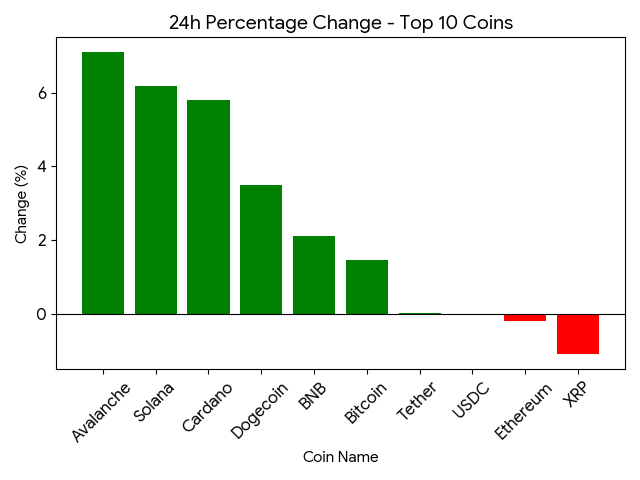 24h Percentage Change - Top 10 Coins
Change (%)
6
4
2
0
Avalanche
Solana
Cardano
Dogecoin
BNB
Bitcoin
Tether
USDC
Ethereum
XRP
Coin Name